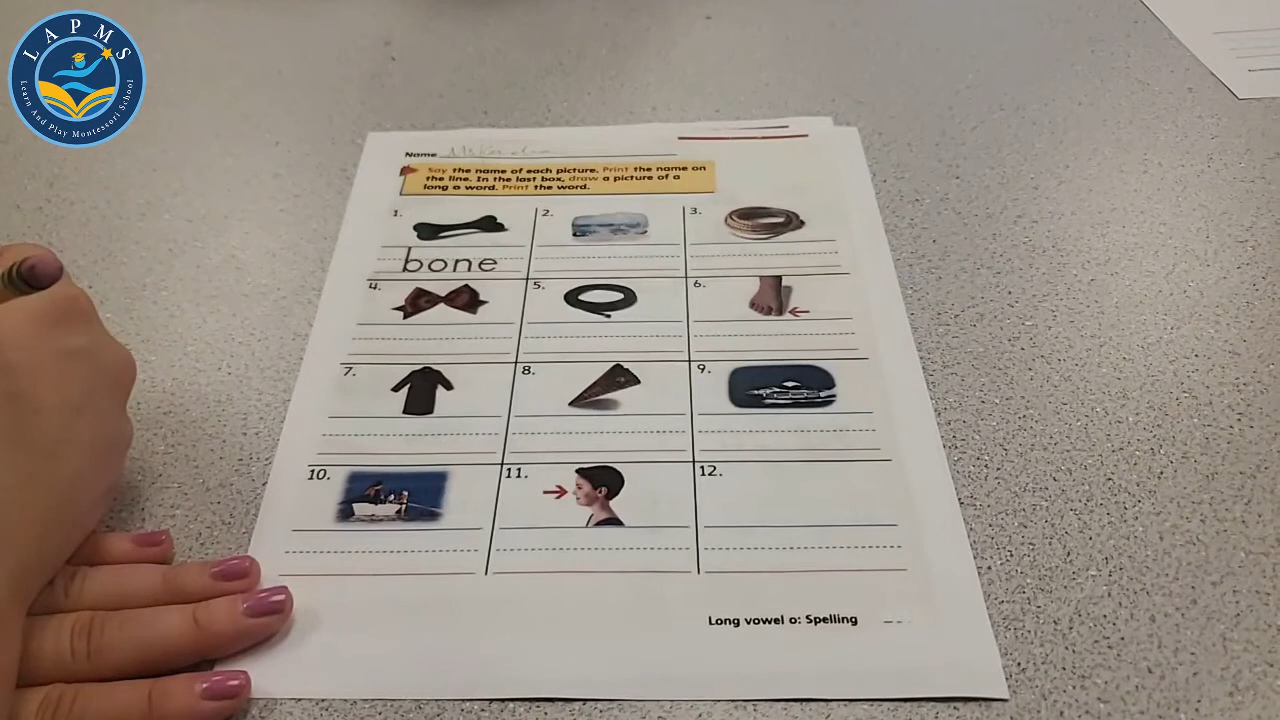 LAPMS
Learn And Play Montessori School
Name
Say the name of each picture. Print the name on
the line. In the last box, draw a picture of a
long o word. Print the word.
1.
2.
3.
bone
4.
5.
6.
7.
8.
9.
10.
11.
12.
Long vowel o: Spelling